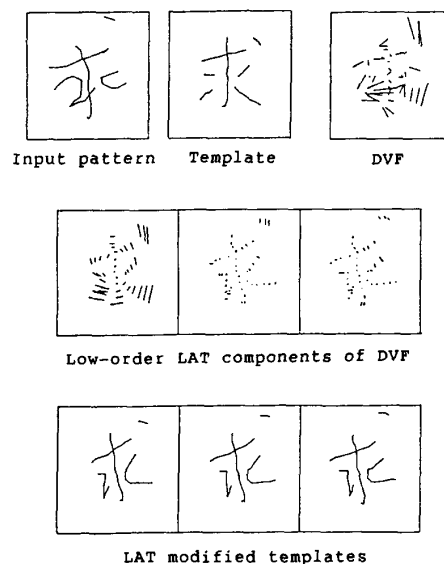 Input pattern Template DVF
求 求
Low-order LAT components of DVF
求 求 求
LAT modified templates